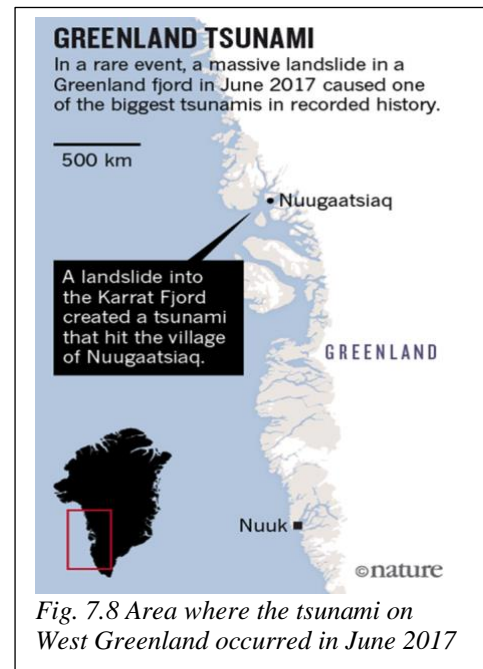 GREENLAND TSUNAMI
In a rare event, a massive landslide in a
Greenland fjord in June 2017 caused one
of the biggest tsunamis in recorded history.
500 km
Nuugaatsiaq
A landslide into
the Karrat Fjord
created a tsunami
that hit the village
of Nuugaatsiaq.
GREENLAND
Nuuk
©nature
Fig. 7.8 Area where the tsunami on
West Greenland occurred in June 2017